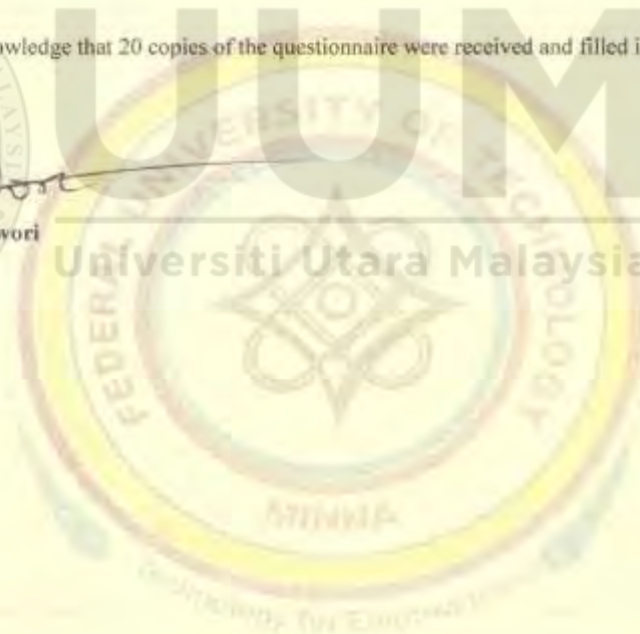 owledge that 20 copies of the questionnaire were received and filled i
UUM
wori
Universiti Utara Malaysia
FEDERAL UNIVERSITY OF TECHNOLOGY
MINNA